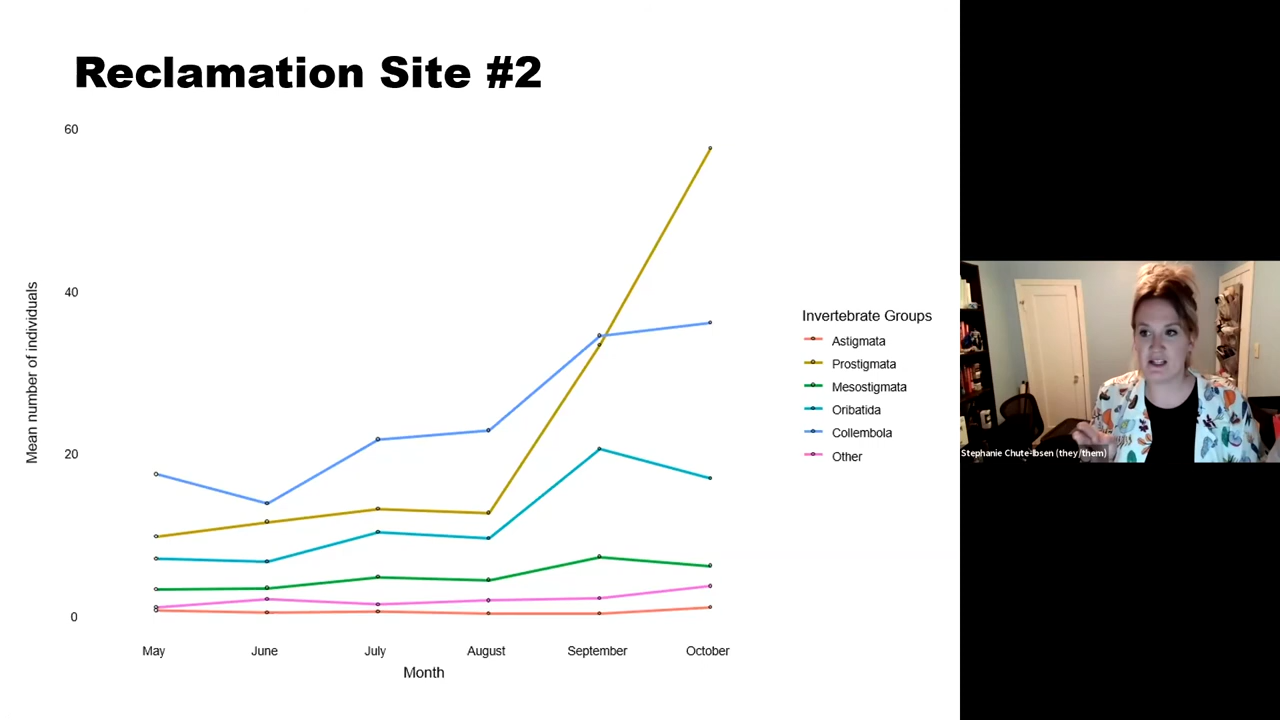 Reclamation Site #2
60
40
20
0
Mean number of individuals
May June July August September October
Month
Invertebrate Groups
Astigmata
Prostigmata
Mesostigmata
Oribatida
Collembola
Other
Stephanie Chute-Ibsen (they/them)